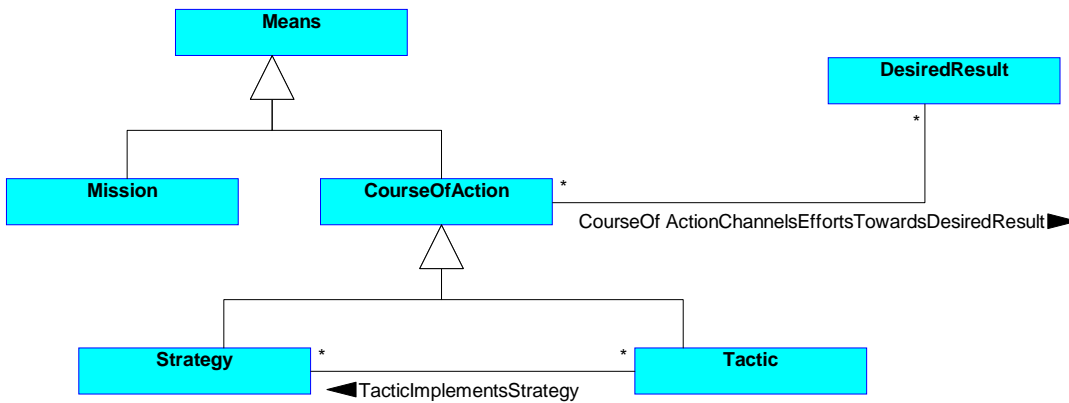 Means
DesiredResult
*
Mission
CourseOfAction
*
CourseOf ActionChannelsEffortsTowardsDesiredResult
Strategy
*
*
Tactic
TacticImplementsStrategy